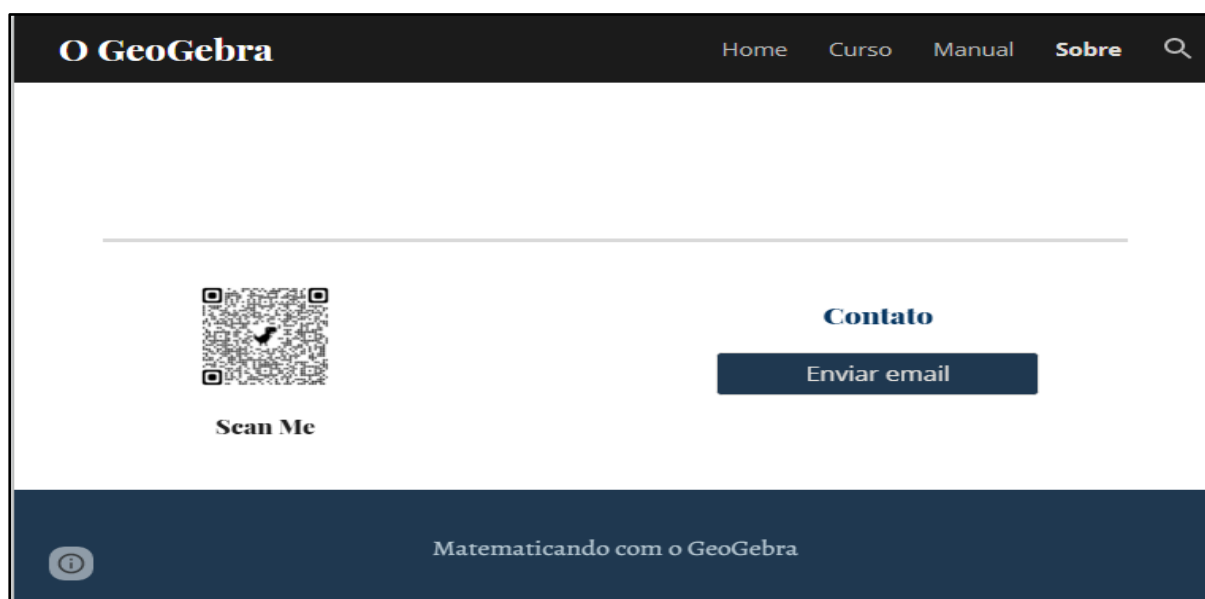 O GeoGebra Home Curso Manual Sobre
Contato
Enviar email
Scan Me
Matematicando com o GeoGebra